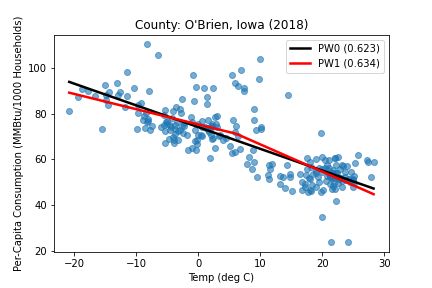 County: O'Brien, Iowa (2018)
PW0 (0.623)
PW1 (0.634)
Per-Capita Consumption (MMBtu/1000 Households)
100
80
60
40
20
−20 −10 0 10 20 30
Temp (deg C)